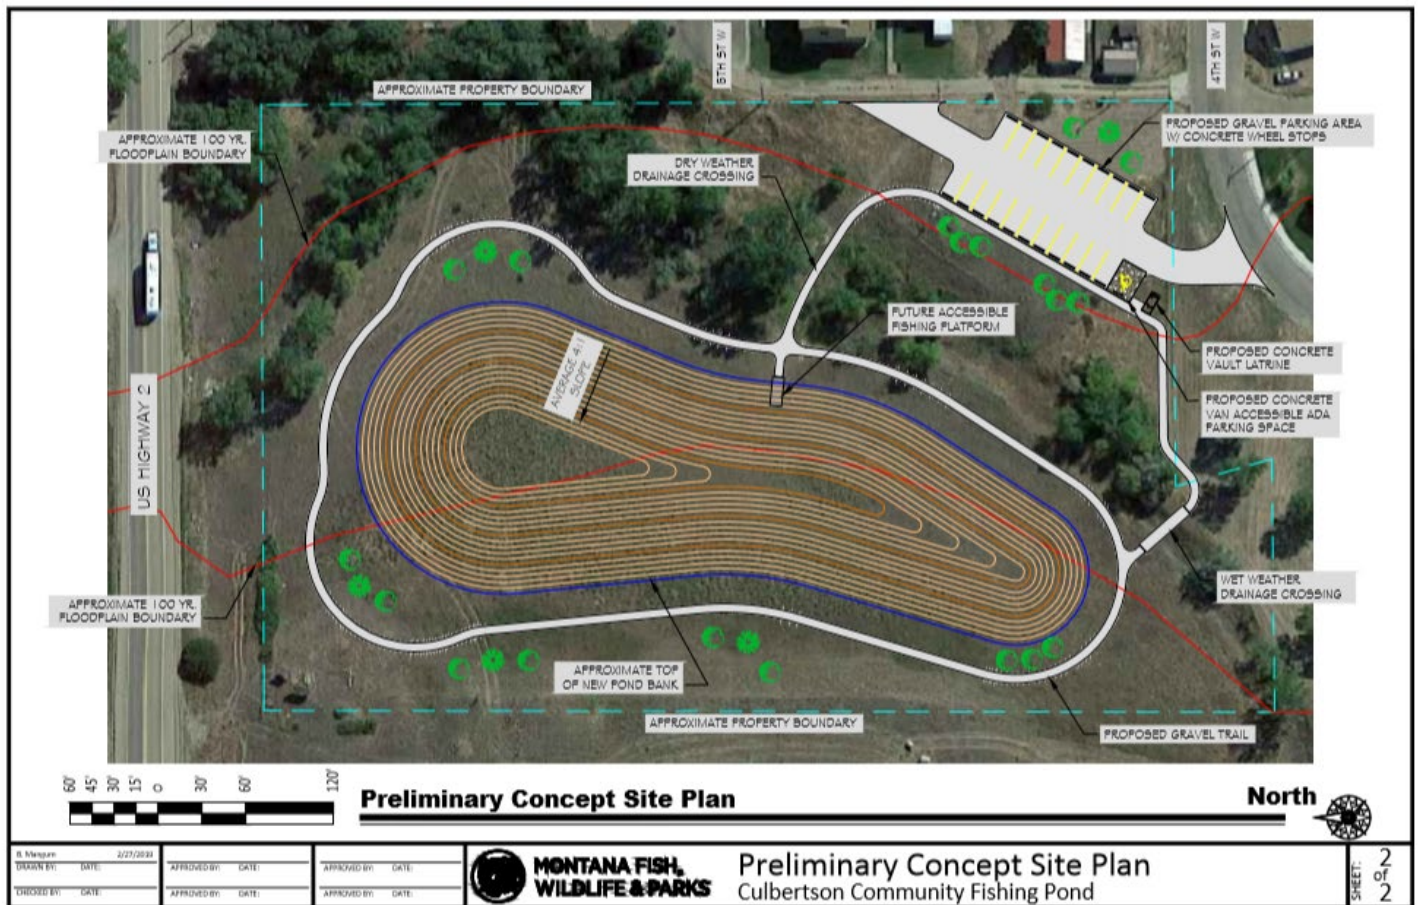 5TH ST W
4TH ST W
APPROXIMATE PROPERTY BOUNDARY
PROPOSED GRAVEL PARKING AREA
W/ CONCRETE WHEEL STOPS
APPROXIMATE 100 YR.
FLOODPLAIN BOUNDARY
DRY WEATHER
DRAINAGE CROSSING
FUTURE ACCESSIBLE
FISHING PLATFORM
AVERAGE 4:1
SLOPE
PROPOSED CONCRETE
VAULT LATRINE
PROPOSED CONCRETE
VAN ACCESSIBLE ADA
PARKING SPACE
US HIGHWAY 2
WET WEATHER
DRAINAGE CROSSING
APPROXIMATE 100 YR.
FLOODPLAIN BOUNDARY
APPROXIMATE TOP
OF NEW POND BANK
APPROXIMATE PROPERTY BOUNDARY
PROPOSED GRAVEL TRAIL
60' 45' 30' 15' 0 30' 60' 120'
Preliminary Concept Site Plan
North
B. Mangum
DRAWN BY: DATE:
CHECKED BY: DATE:
APPROVED BY: DATE:
APPROVED BY: DATE:
APPROVED BY: DATE:
APPROVED BY: DATE:
MONTANA FISH,
WILDLIFE & PARKS
Preliminary Concept Site Plan
Culbertson Community Fishing Pond
SHEET:
2
of
2